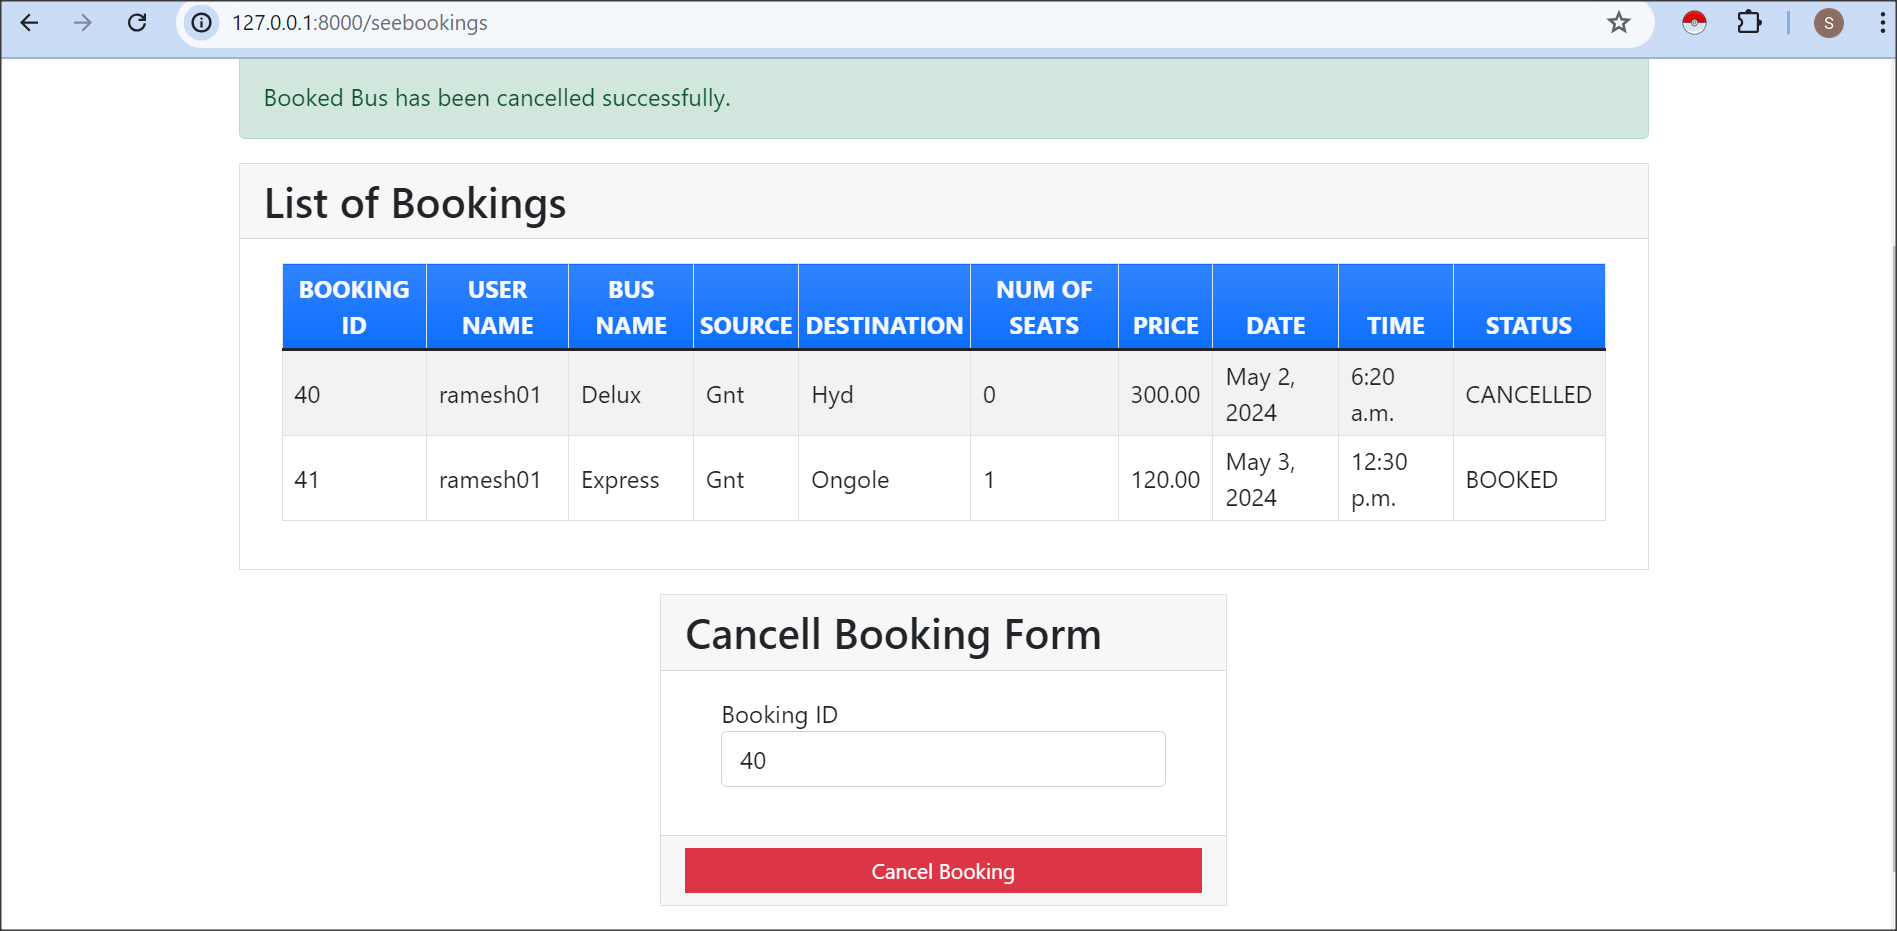 127.0.0.1:8000/seebookings
S
Booked Bus has been cancelled successfully.
List of Bookings
BOOKING ID USER NAME BUS NAME SOURCE DESTINATION NUM OF SEATS PRICE DATE TIME STATUS
40 ramesh01 Delux Gnt Hyd 0 300.00 May 2, 2024 6:20 a.m. CANCELLED
41 ramesh01 Express Gnt Ongole 1 120.00 May 3, 2024 12:30 p.m. BOOKED
Cancell Booking Form
Booking ID
40
Cancel Booking